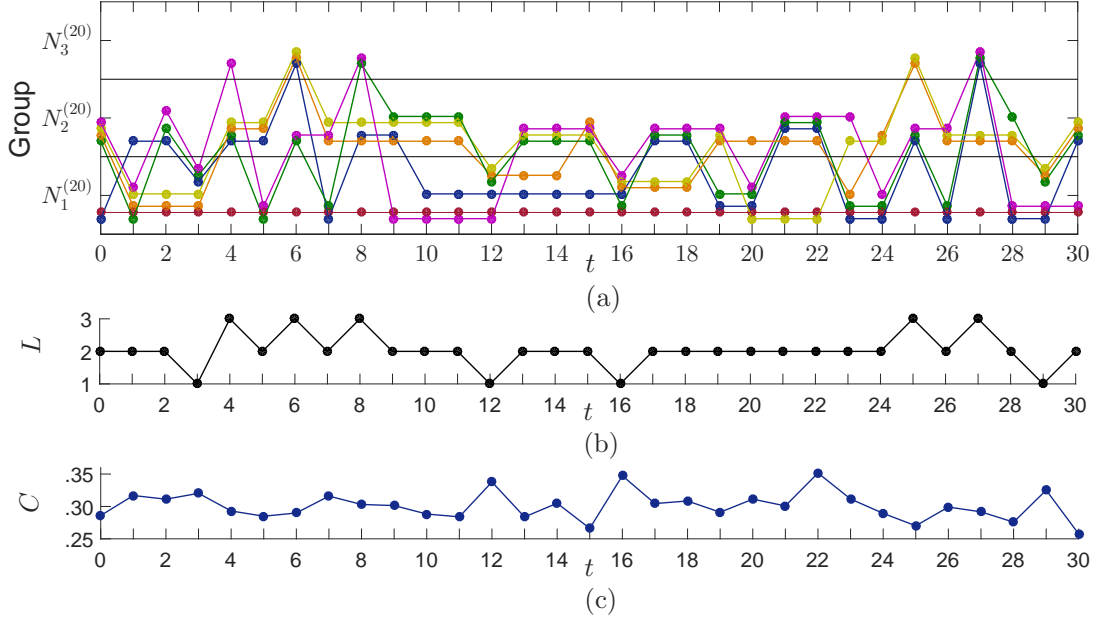 Group
N_3^{(20)}
N_2^{(20)}
N_1^{(20)}
0 2 4 6 8 10 12 14 16 18 20 22 24 26 28 30
t
(a)
L
3
2
1
0 2 4 6 8 10 12 14 16 18 20 22 24 26 28 30
t
(b)
C
.35
.30
.25
0 2 4 6 8 10 12 14 16 18 20 22 24 26 28 30
t
(c)